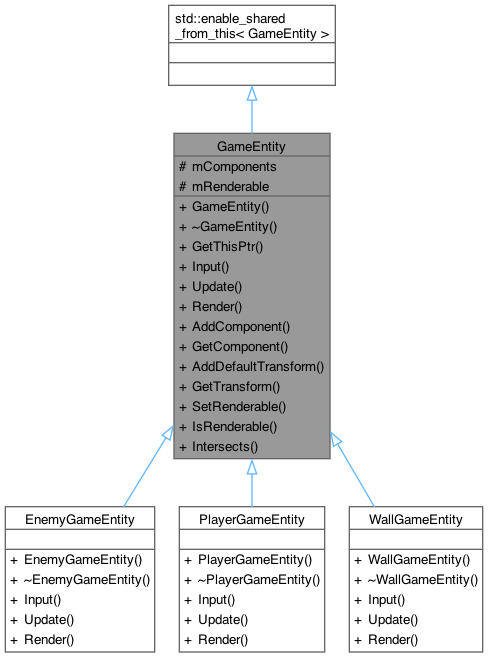 std::enable_shared
_from_this< GameEntity >
GameEntity
# mComponents
# mRenderable
+ GameEntity()
+ ~GameEntity()
+ GetThisPtr()
+ Input()
+ Update()
+ Render()
+ AddComponent()
+ GetComponent()
+ AddDefaultTransform()
+ GetTransform()
+ SetRenderable()
+ IsRenderable()
+ Intersects()
EnemyGameEntity
+ EnemyGameEntity()
+ ~EnemyGameEntity()
+ Input()
+ Update()
+ Render()
PlayerGameEntity
+ PlayerGameEntity()
+ ~PlayerGameEntity()
+ Input()
+ Update()
+ Render()
WallGameEntity
+ WallGameEntity()
+ ~WallGameEntity()
+ Input()
+ Update()
+ Render()